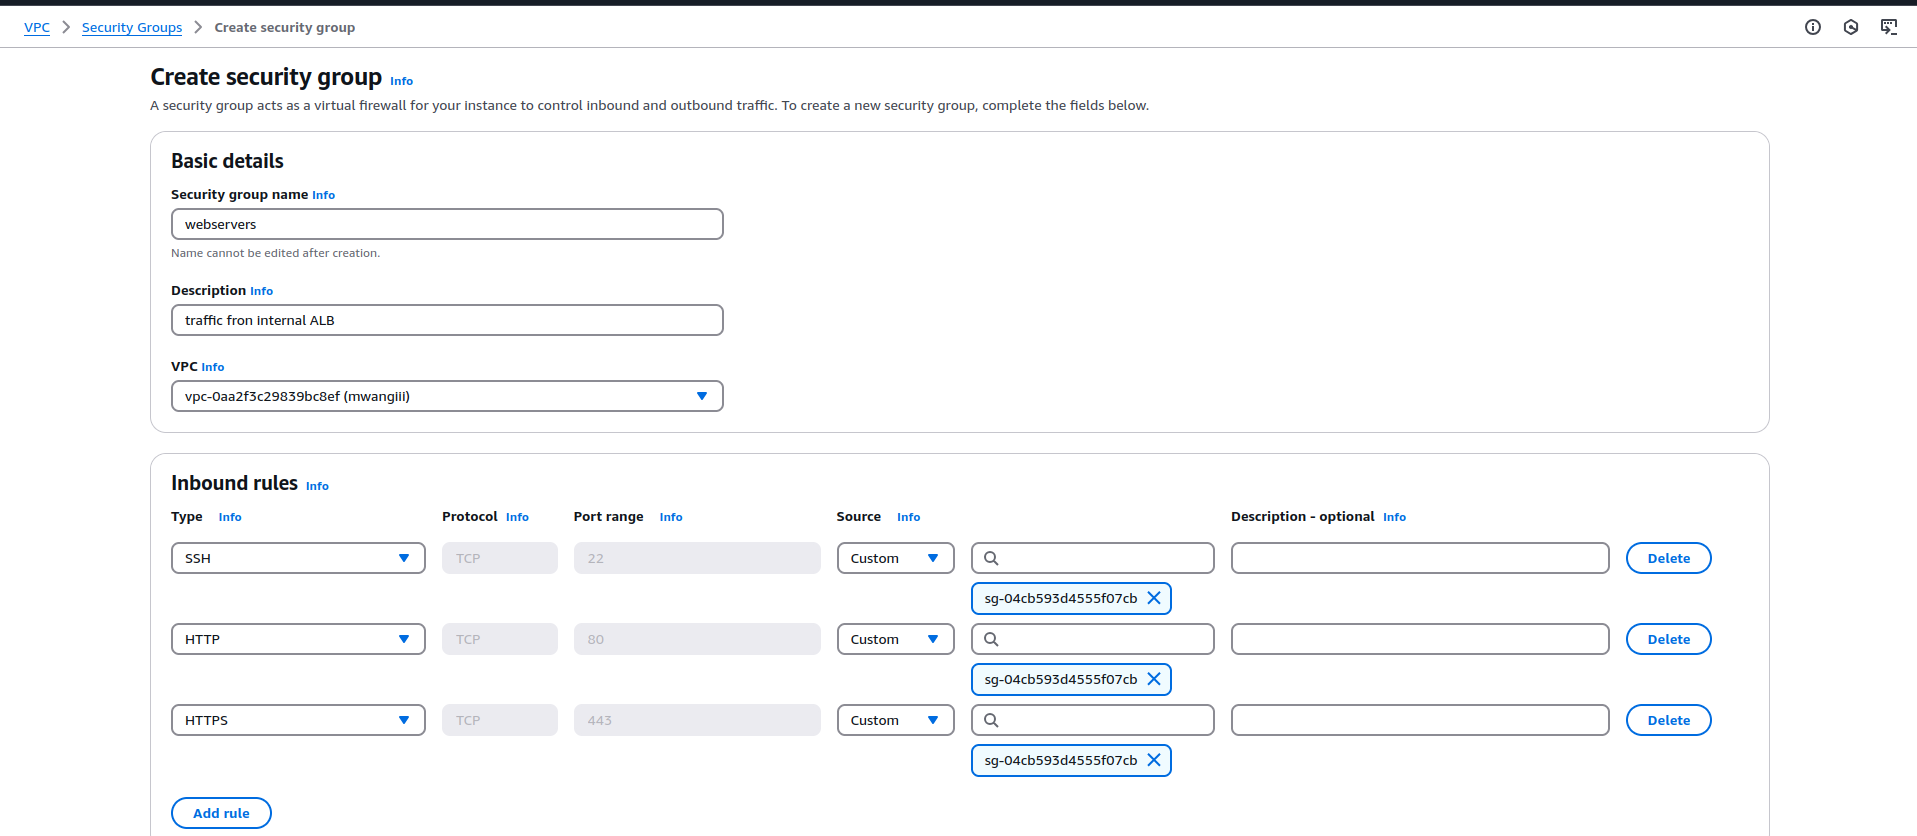 VPC > Security Groups > Create security group
Create security group Info
A security group acts as a virtual firewall for your instance to control inbound and outbound traffic. To create a new security group, complete the fields below.
Basic details
Security group name Info
webservers
Name cannot be edited after creation.
Description Info
traffic fron internal ALB
VPC Info
vpc-0aa2f3c29839bc8ef (mwangiii)
Inbound rules Info
Type Info Protocol Info Port range Info Source Info Description - optional Info
SSH TCP 22 Custom Delete
sg-04cb593d4555f07cb
HTTP TCP 80 Custom Delete
sg-04cb593d4555f07cb
HTTPS TCP 443 Custom Delete
sg-04cb593d4555f07cb
Add rule